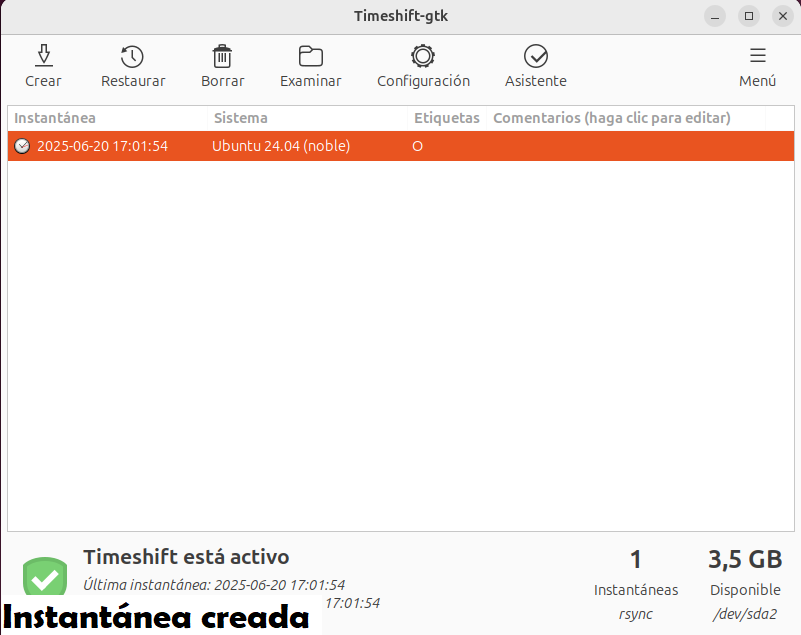 Timeshift-gtk
Crear Restaurar Borrar Examinar Configuración Asistente Menú
Instantánea Sistema Etiquetas Comentarios (haga clic para editar)
2025-06-20 17:01:54 Ubuntu 24.04 (noble) O
Timeshift está activo
Última instantánea: 2025-06-20 17:01:54
17:01:54
1 3,5 GB
Instantáneas Disponible
rsync /dev/sda2
Instantánea creada